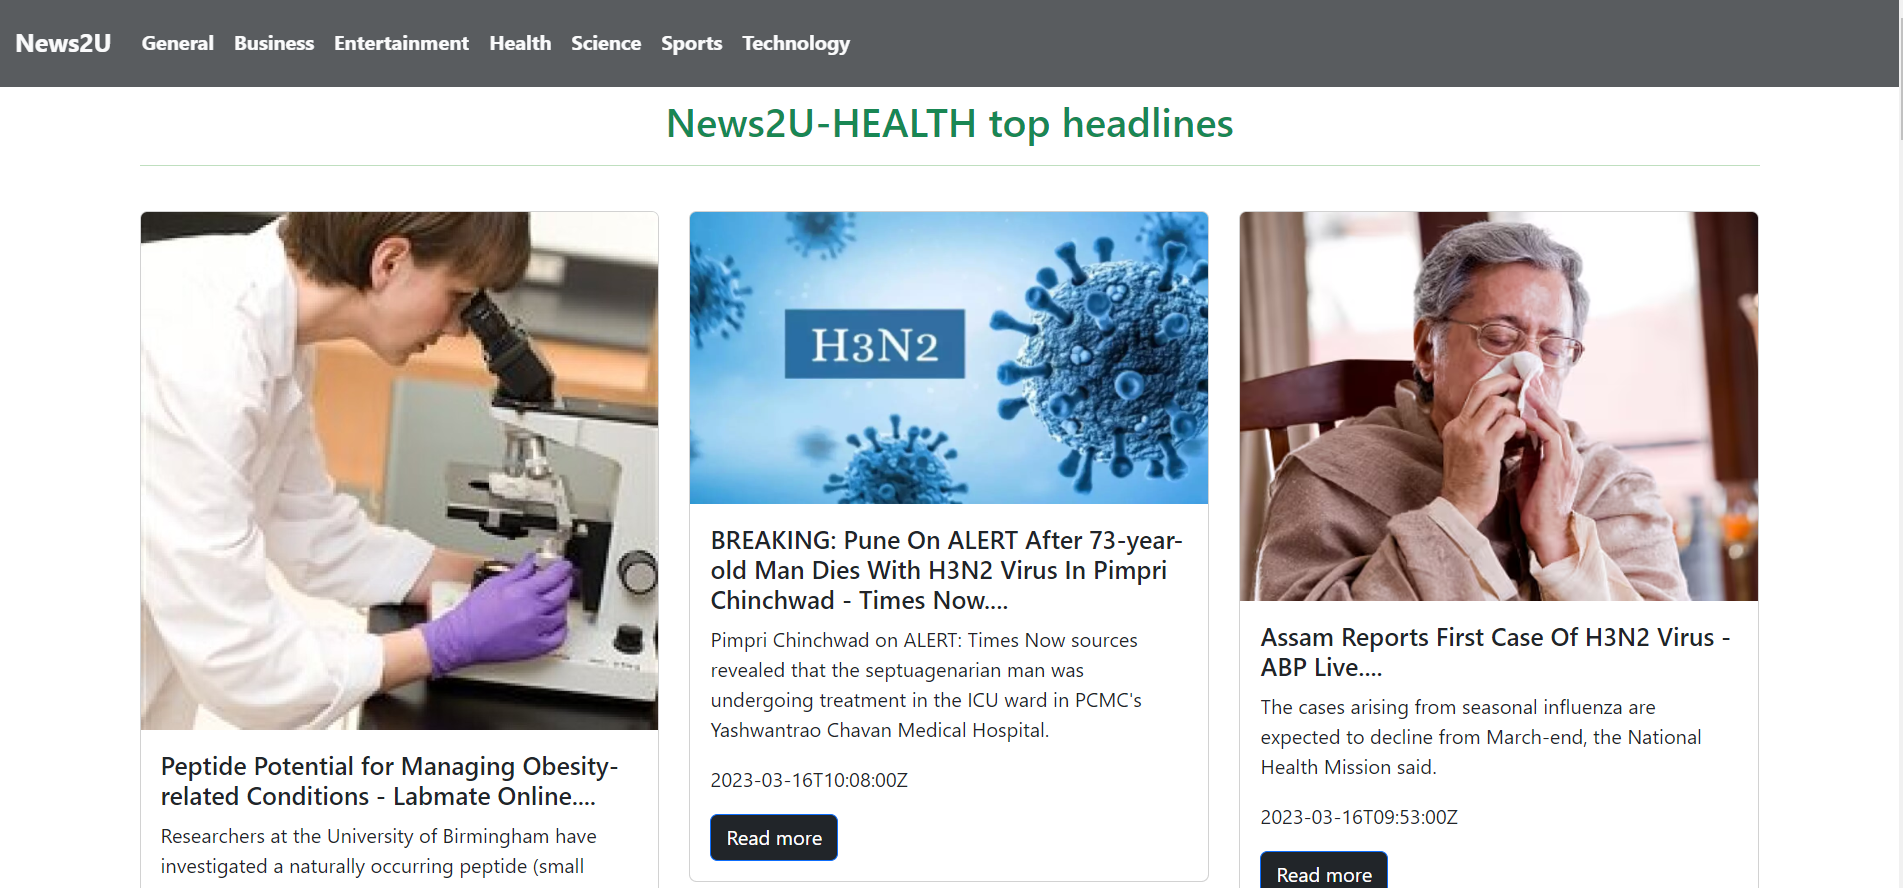 News2U General Business Entertainment Health Science Sports Technology
News2U-HEALTH top headlines
Peptide Potential for Managing Obesity-
related Conditions - Labmate Online....
Researchers at the University of Birmingham have
investigated a naturally occurring peptide (small
H3N2
BREAKING: Pune On ALERT After 73-year-
old Man Dies With H3N2 Virus In Pimpri
Chinchwad - Times Now....
Pimpri Chinchwad on ALERT: Times Now sources
revealed that the septuagenarian man was
undergoing treatment in the ICU ward in PCMC's
Yashwantrao Chavan Medical Hospital.
2023-03-16T10:08:00Z
Read more
Assam Reports First Case Of H3N2 Virus -
ABP Live....
The cases arising from seasonal influenza are
expected to decline from March-end, the National
Health Mission said.
2023-03-16T09:53:00Z
Read more